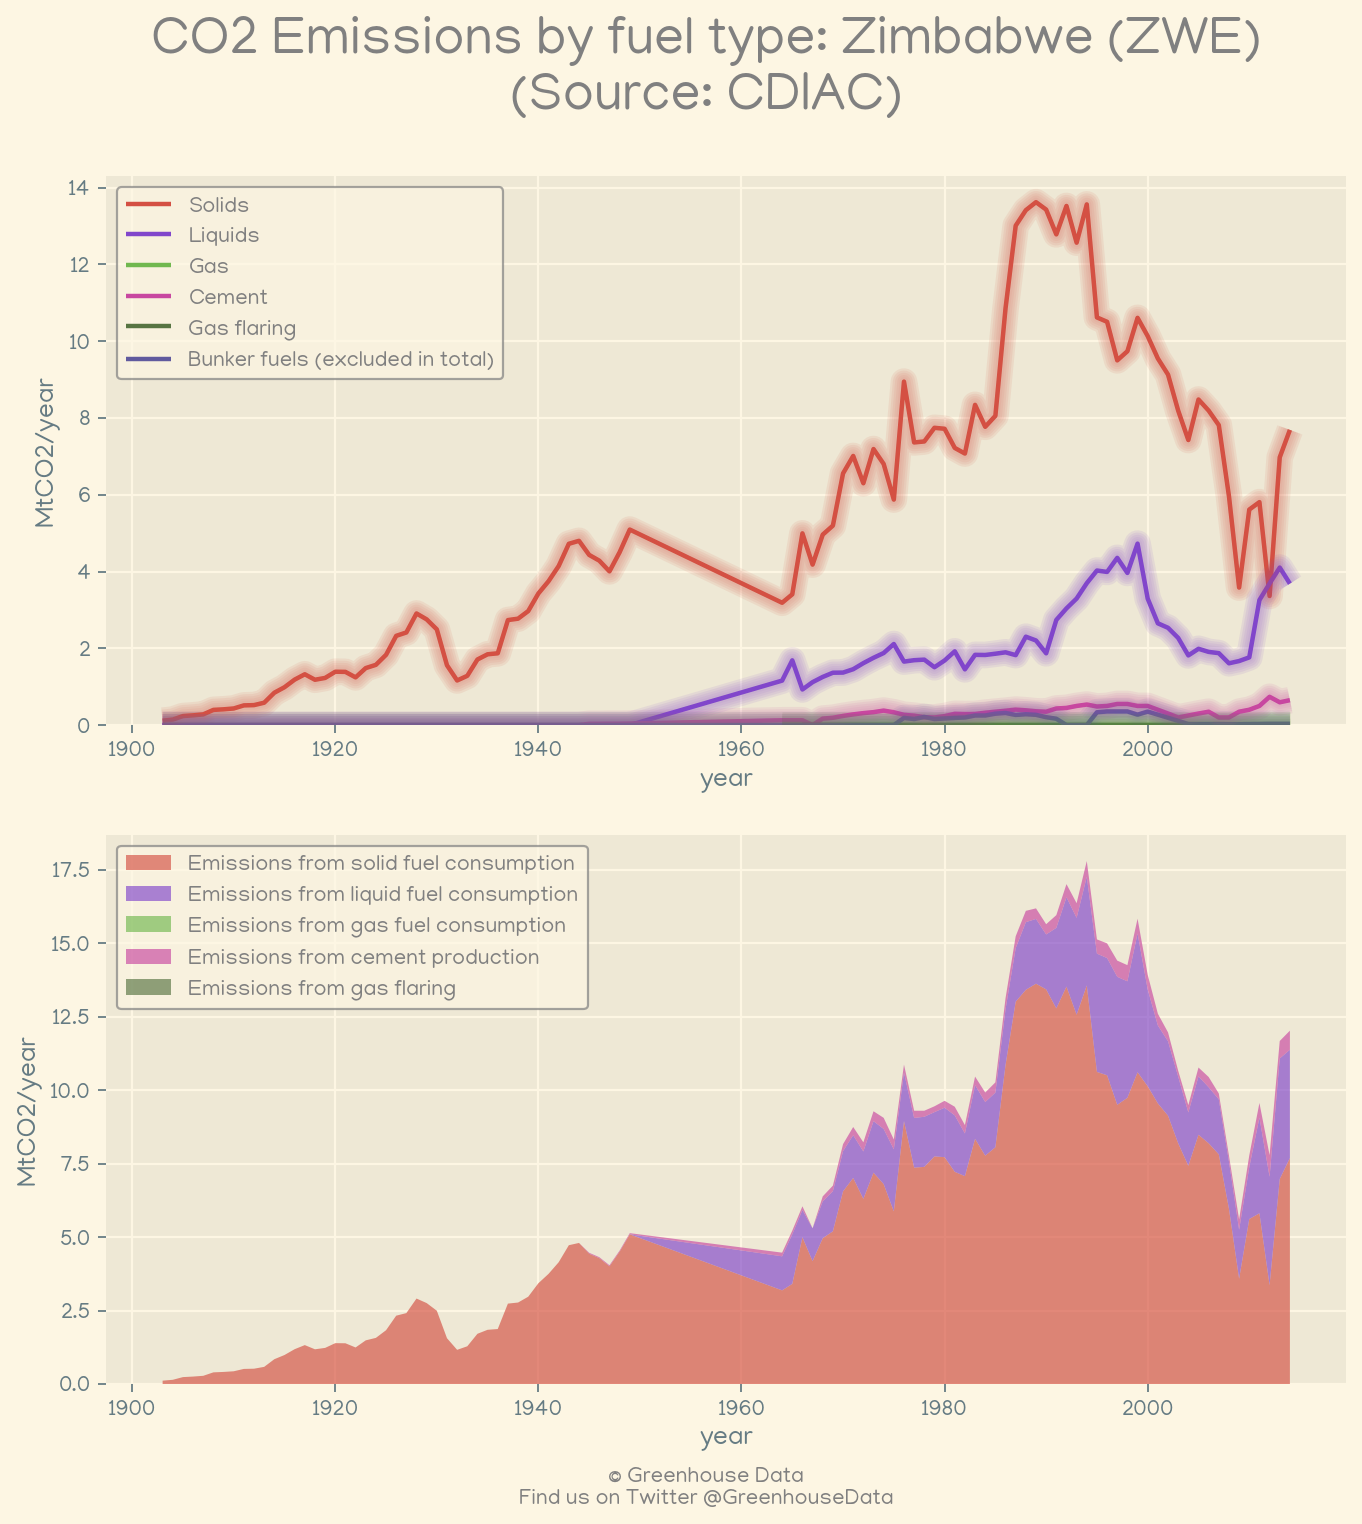 CO2 Emissions by fuel type: Zimbabwe (ZWE)
(Source: CDIAC)
14
12
10
8
6
4
2
0
MtCO2/year
Solids
Liquids
Gas
Cement
Gas flaring
Bunker fuels (excluded in total)
1900 1920 1940 1960 1980 2000
year
17.5
15.0
12.5
10.0
7.5
5.0
2.5
0.0
MtCO2/year
Emissions from solid fuel consumption
Emissions from liquid fuel consumption
Emissions from gas fuel consumption
Emissions from cement production
Emissions from gas flaring
1900 1920 1940 1960 1980 2000
year
© Greenhouse Data
Find us on Twitter @GreenhouseData